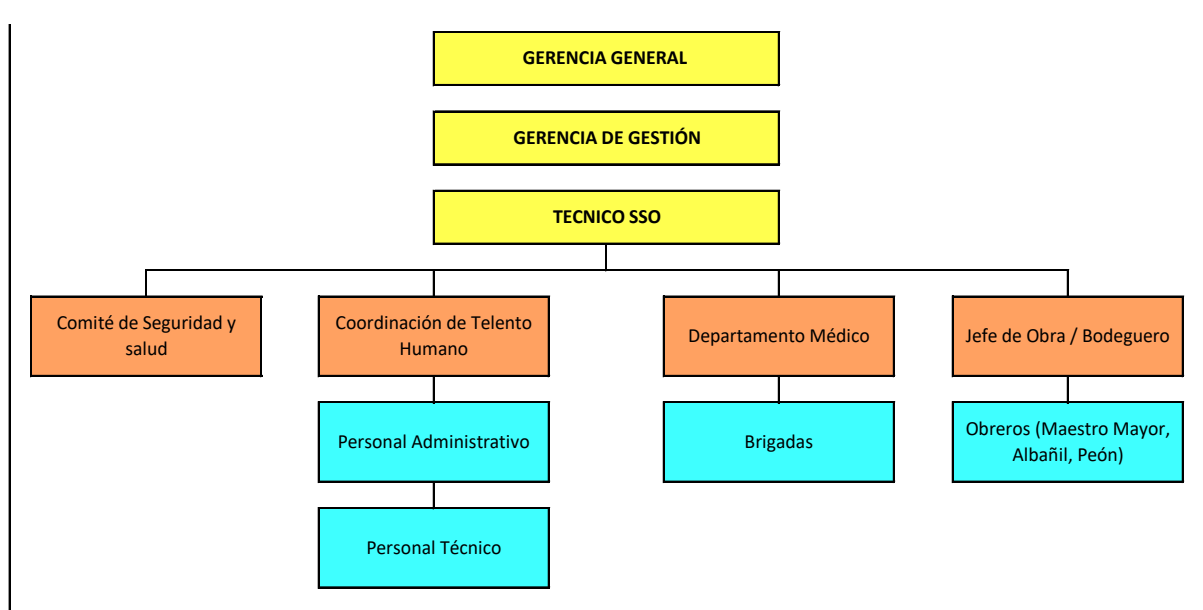 GERENCIA GENERAL
GERENCIA DE GESTIÓN
TECNICO SSO
Comité de Seguridad y
salud
Coordinación de Telento
Humano
Departamento Médico
Jefe de Obra / Bodeguero
Personal Administrativo
Brigadas
Obreros (Maestro Mayor,
Albañil, Peón)
Personal Técnico